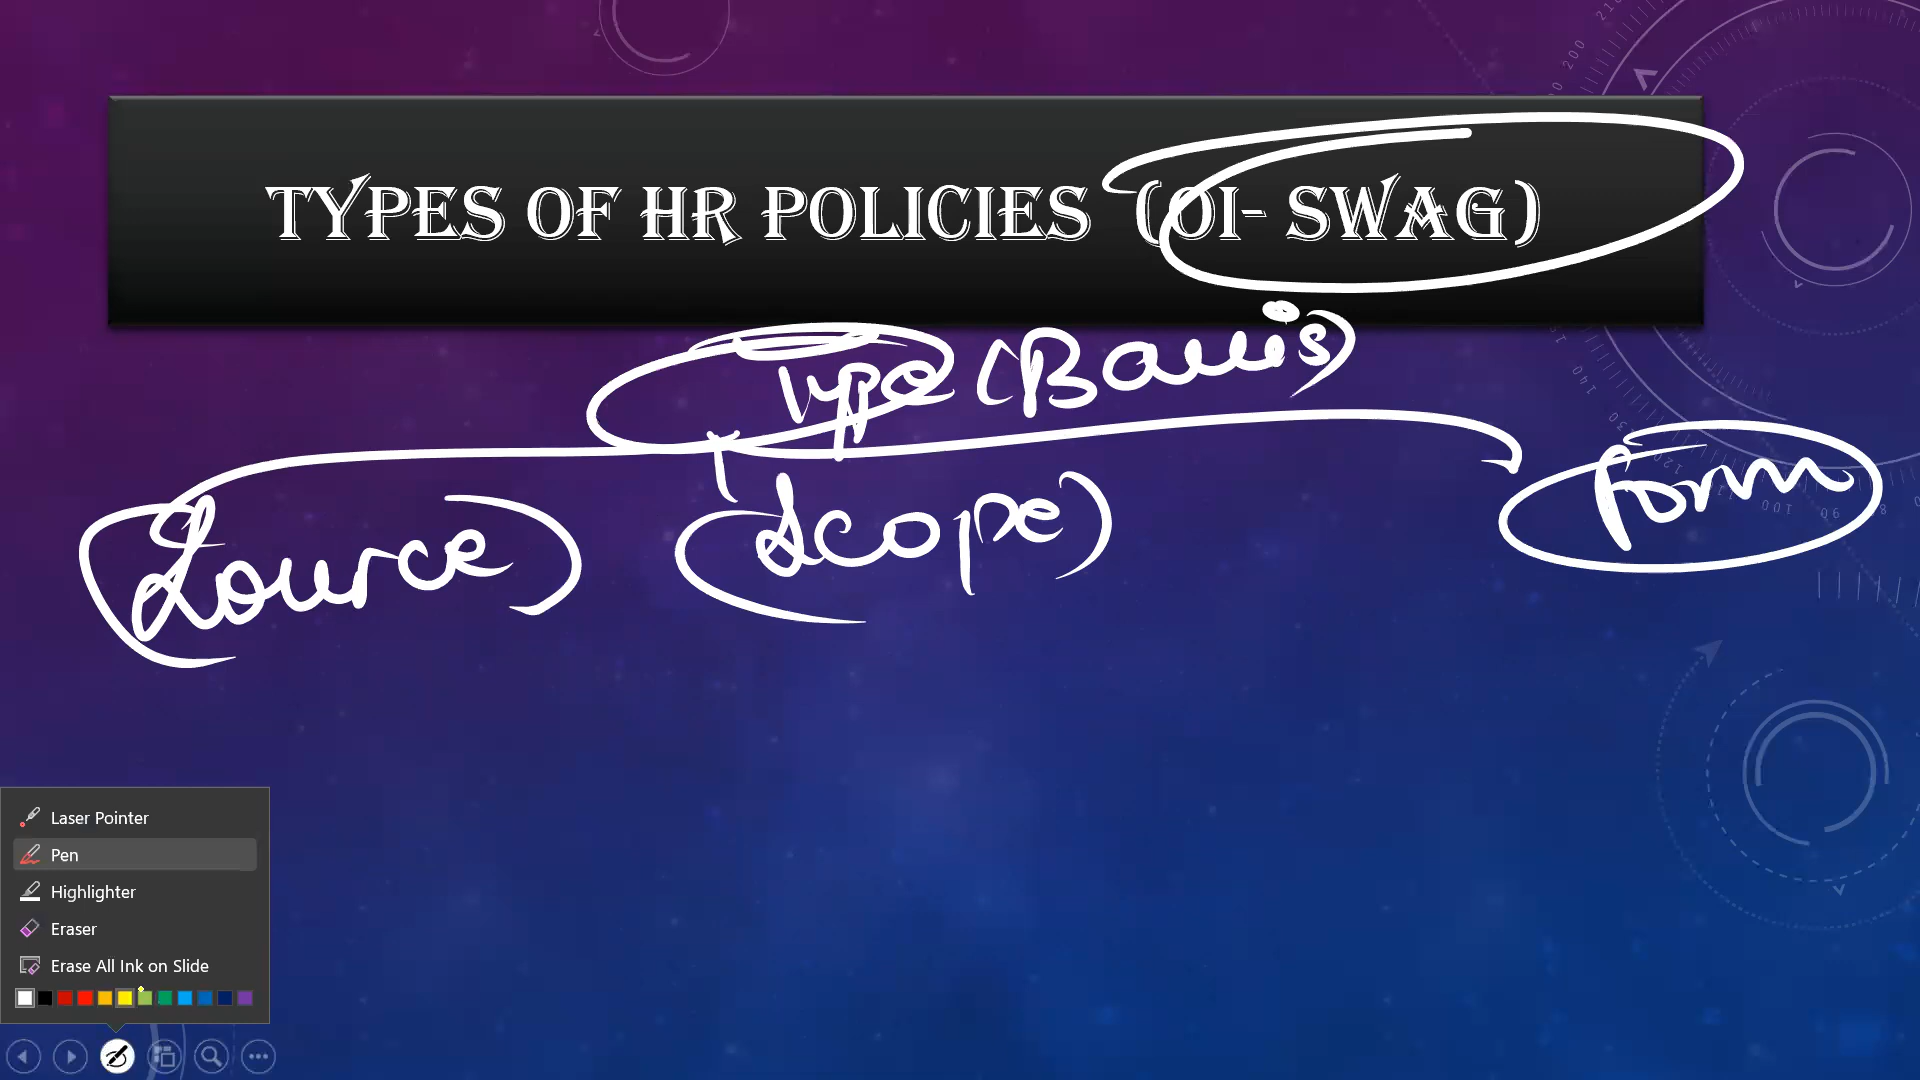 TYPES OF HR POLICIES (OI- SWAG)
Type (Basis)
Source
(Scope)
form
Laser Pointer
Pen
Highlighter
Eraser
Erase All Ink on Slide